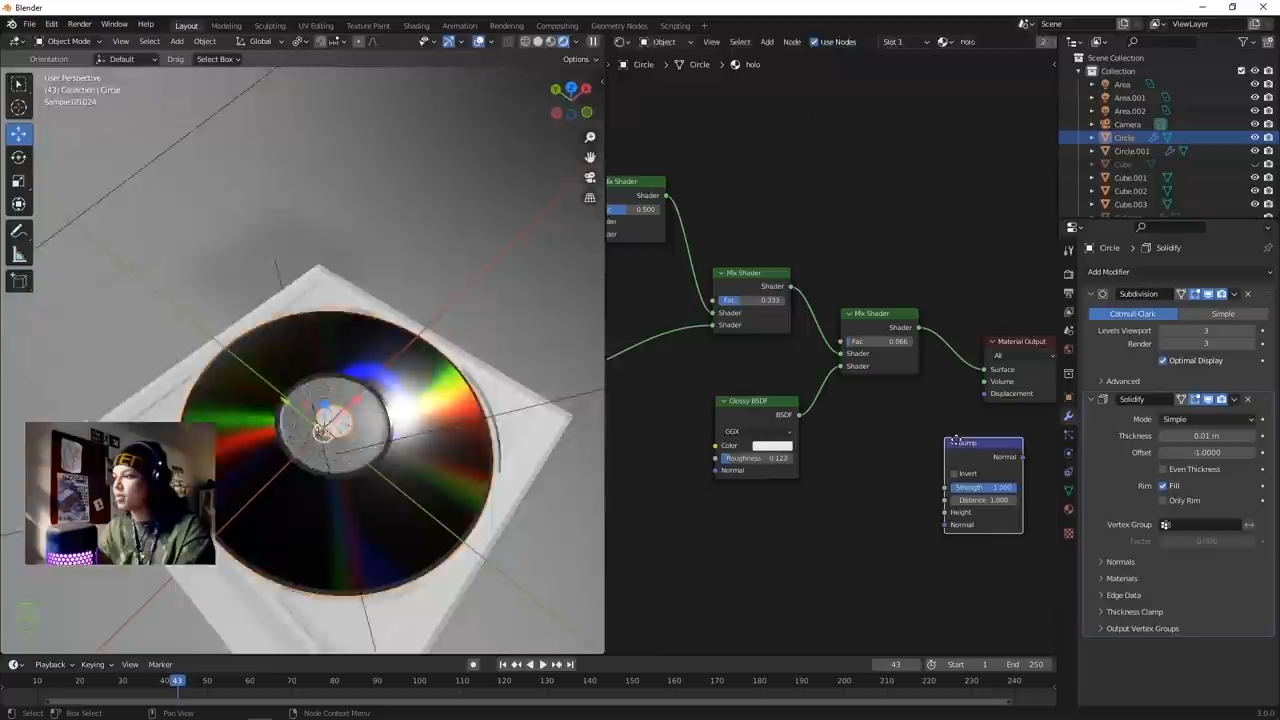 Blender
File Edit Render Window Help Layout Modeling Sculpting UV Editing Texture Paint Shading Animation Rendering Compositing Geometry Nodes Scripting + Scene ViewLayer
Object Mode View Select Add Object Global Object View Select Add Node Use Nodes Slot 1 holo
Orientation: Default Drag Select Box Options
Circle Circle holo
User Perspective
(43) Collection | Circle
Scene Collection
Collection
Area
Area.001
Area.002
Camera
Circle
Circle.001
Cube
Cube.001
Cube.002
Cube.003
Mix Shader
Shader
0.500
Mix Shader
Shader
Fac 0.333
Shader
Shader
Mix Shader
Shader
Fac 0.066
Shader
Shader
Material Output
All
Surface
Volume
Displacement
Glossy BSDF
BSDF
GGX
Color
Roughness 0.123
Normal
Normal
Invert
Strength 1.000
Distance 1.000
Height
Normal
Circle Solidify
Add Modifier
Subdivision
Catmull-Clark Simple
Levels Viewport 3
Render 3
Optimal Display
Advanced
Solidify
Mode Simple
Thickness 0.01 m
Offset -1.0000
Even Thickness
Rim Fill
Only Rim
Vertex Group
Factor 0.000
Normals
Materials
Edge Data
Thickness Clamp
Output Vertex Groups
Playback Keying View Marker 43 Start 1 End 250
10 20 30 40 43 50 60 70 80 90 100 110 120 130 140 150 160 170 180 190 200 210 220 230 240
Select Box Select Pan View Node Context Menu 3.0.0